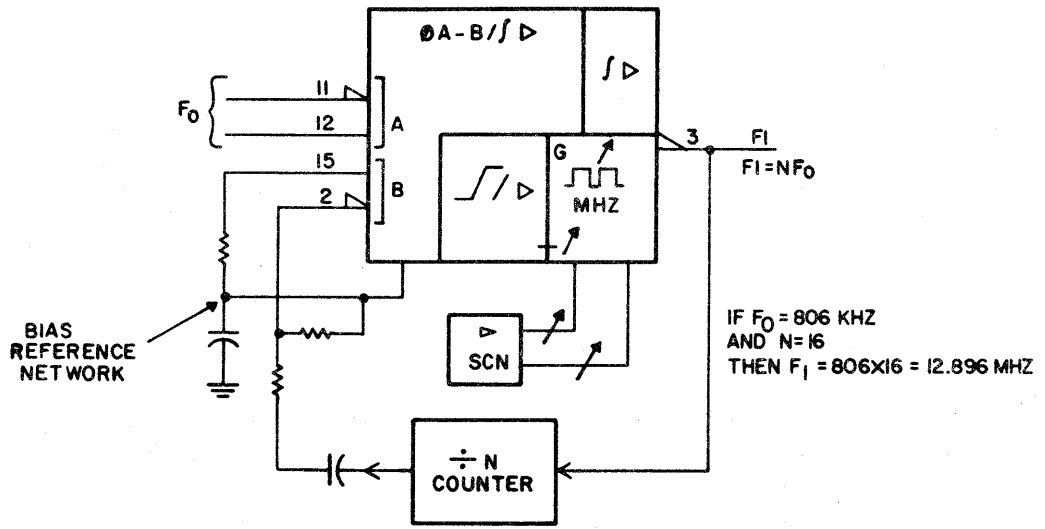 ØA-B/∫ ▷
∫ ▷
11
F0
12
A
15
B
2
G
MHZ
3
F1
F1=NF0
BIAS
REFERENCE
NETWORK
SCN
IF F0 = 806 KHZ
AND N=16
THEN F1 = 806X16 = 12.896 MHZ
÷ N
COUNTER